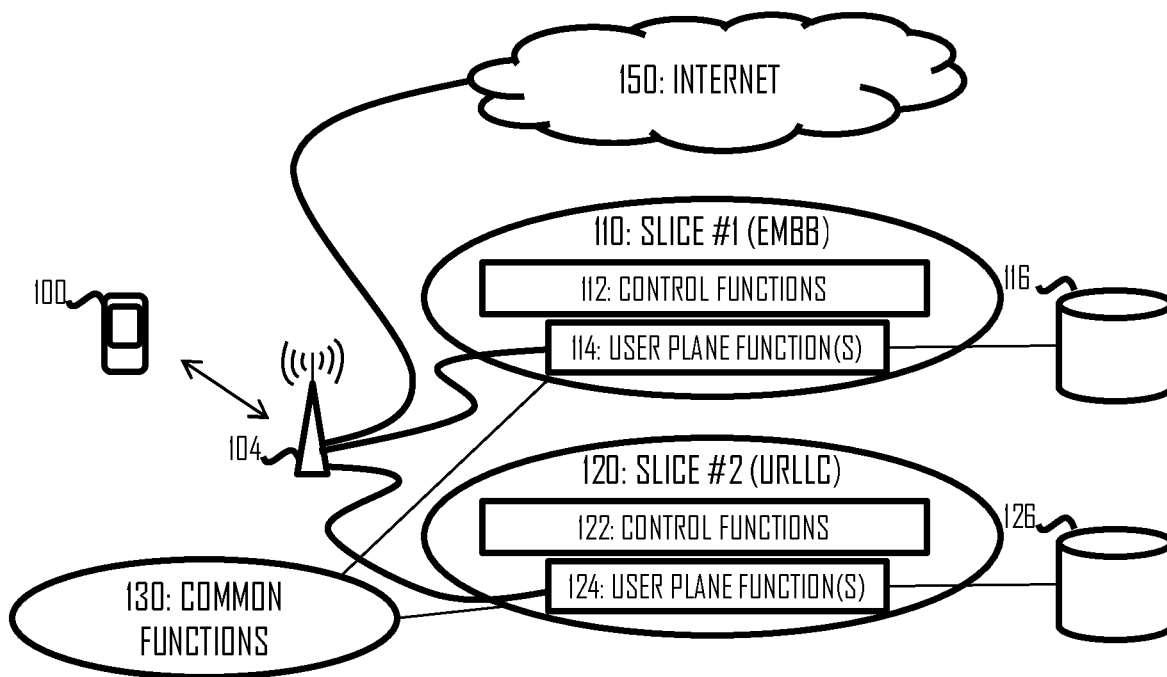 150: INTERNET
110: SLICE #1 (EMBB)
112: CONTROL FUNCTIONS
114: USER PLANE FUNCTION(S)
116
100
104
120: SLICE #2 (URLLC)
122: CONTROL FUNCTIONS
124: USER PLANE FUNCTION(S)
126
130: COMMON
FUNCTIONS